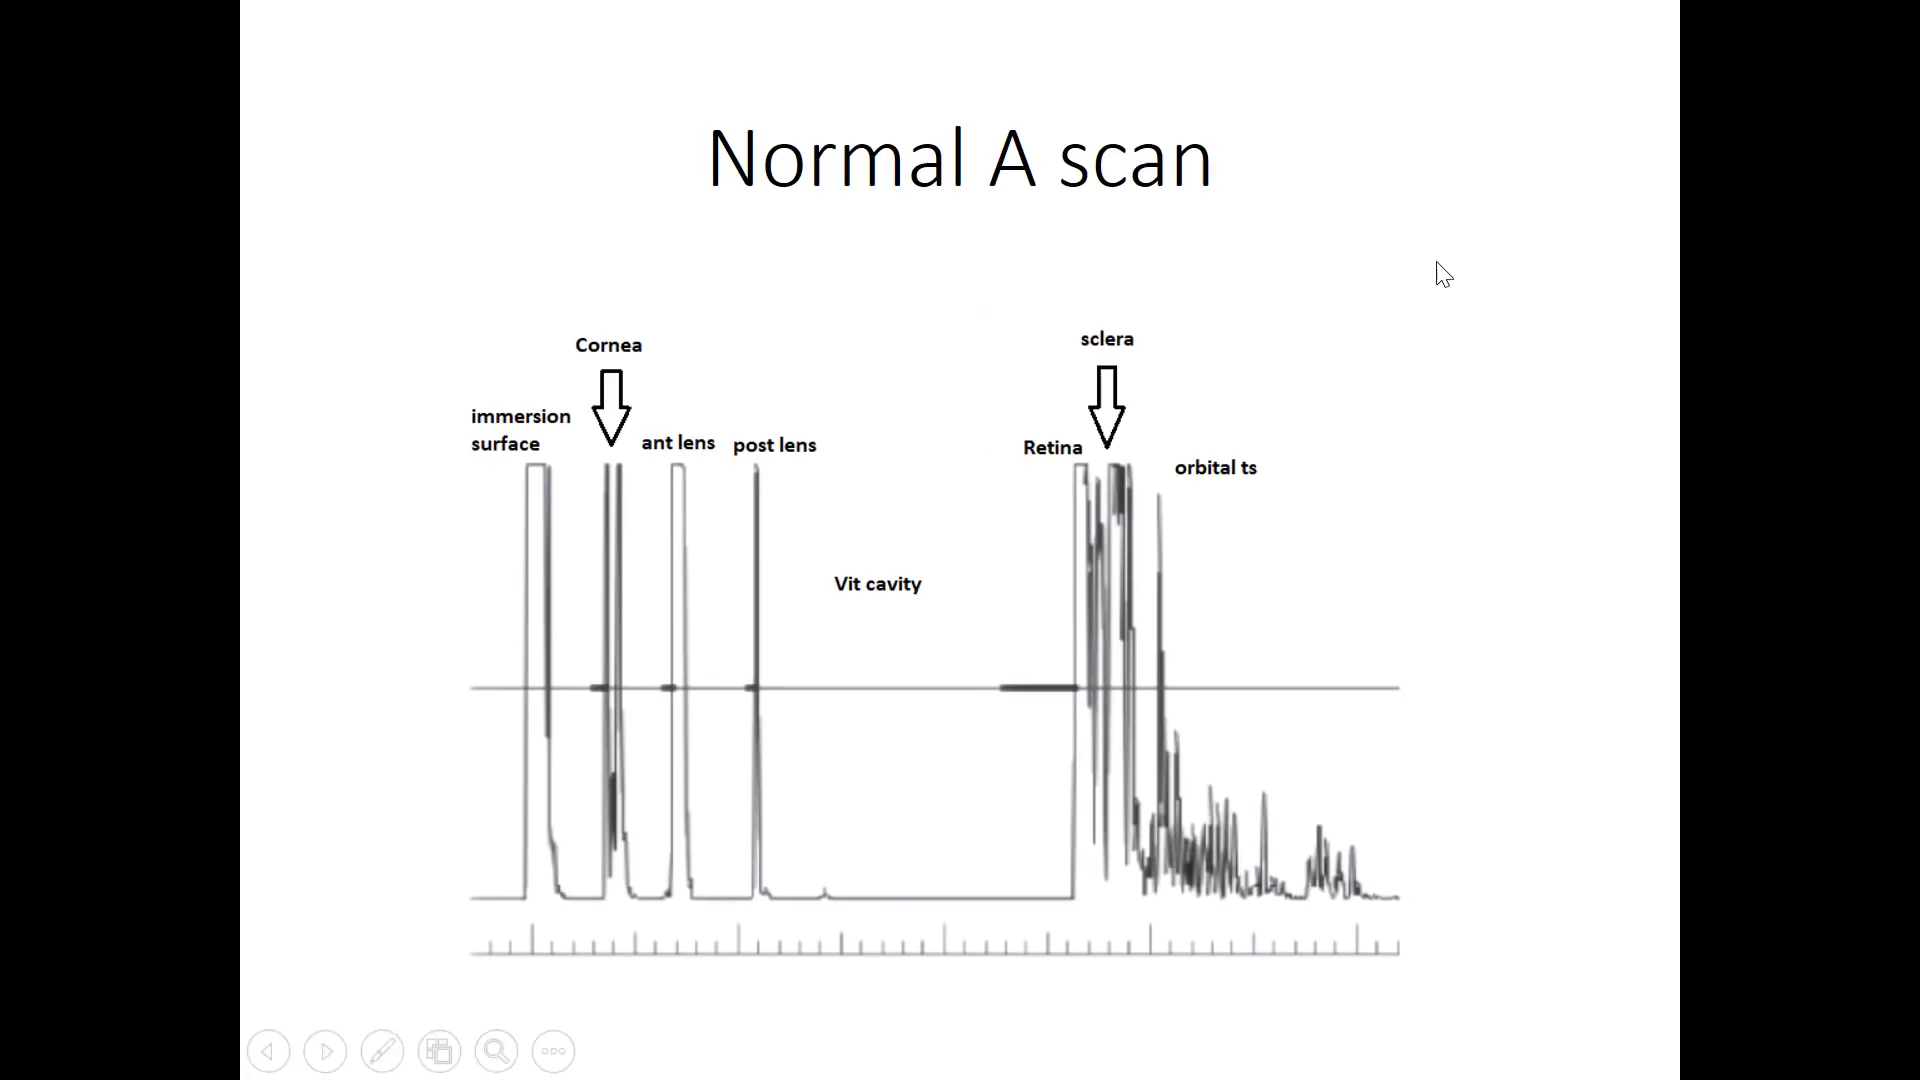 Normal A scan
Cornea
sclera
immersion
surface
ant lens
post lens
Retina
orbital ts
Vit cavity